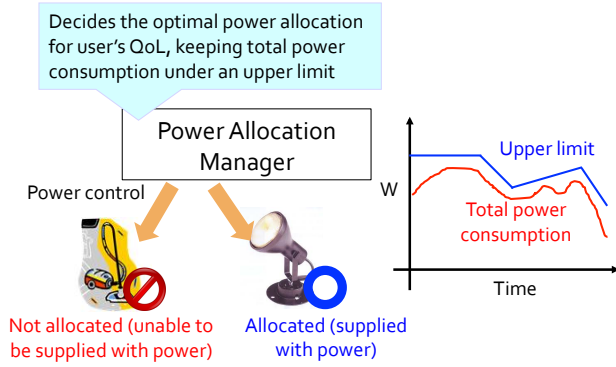 Decides the optimal power allocation
for user's QoL, keeping total power
consumption under an upper limit
Power Allocation
Manager
Power control
Not allocated (unable to
be supplied with power)
Allocated (supplied
with power)
Upper limit
W
Total power
consumption
Time